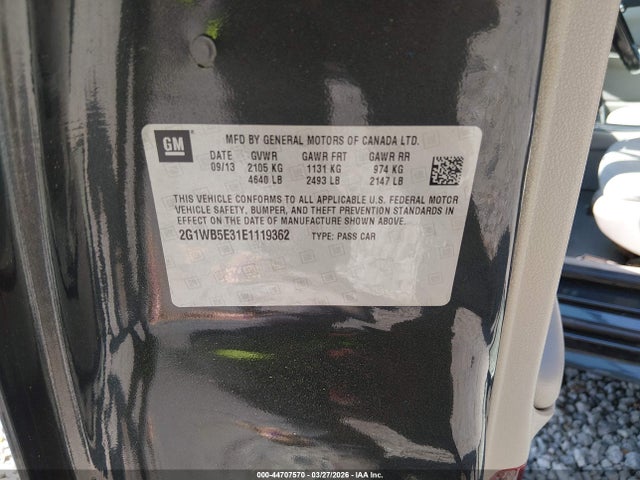 GM
MFD BY GENERAL MOTORS OF CANADA LTD.
DATE GVWR GAWR FRT GAWR RR
09/13 2105 KG 1131 KG 974 KG
4640 LB 2493 LB 2147 LB
THIS VEHICLE CONFORMS TO ALL APPLICABLE U.S. FEDERAL MOTOR
VEHICLE SAFETY, BUMPER, AND THEFT PREVENTION STANDARDS IN
EFFECT ON THE DATE OF MANUFACTURE SHOWN ABOVE.
2G1WB5E31E1119362 TYPE: PASS CAR
000-44707570 • 03/27/2026 • IAA Inc.